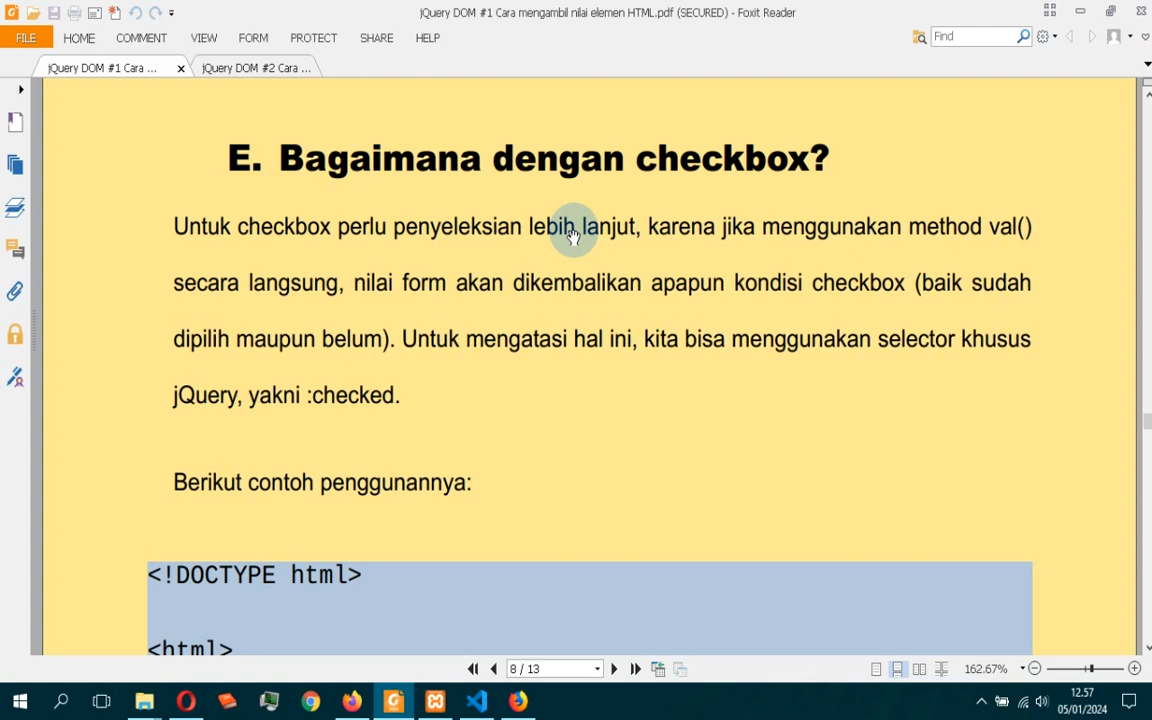 jQuery DOM #1 Cara mengambil nilai elemen HTML.pdf (SECURED) - Foxit Reader
FILE HOME COMMENT VIEW FORM PROTECT SHARE HELP Find
jQuery DOM #1 Cara ... jQuery DOM #2 Cara ...
E. Bagaimana dengan checkbox?
Untuk checkbox perlu penyeleksian lebih lanjut, karena jika menggunakan method val()
secara langsung, nilai form akan dikembalikan apapun kondisi checkbox (baik sudah
dipilih maupun belum). Untuk mengatasi hal ini, kita bisa menggunakan selector khusus
jQuery, yakni :checked.
Berikut contoh penggunannya:
<!DOCTYPE html>
<html>
8 / 13 162.67%
12.57
05/01/2024